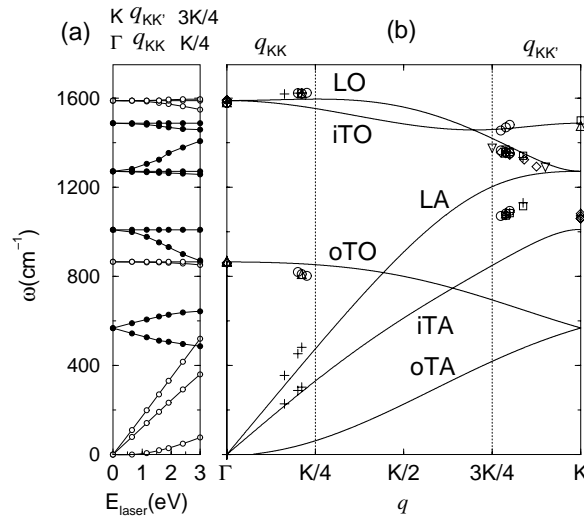 (a) K q_KK' 3K/4
Γ q_KK K/4
(b)
q_KK q_KK'
ω(cm⁻¹)
1600
1200
800
400
0
LO
iTO
LA
oTO
iTA
oTA
0 1 2 3
E_laser(eV)
Γ K/4 K/2 3K/4 K
q